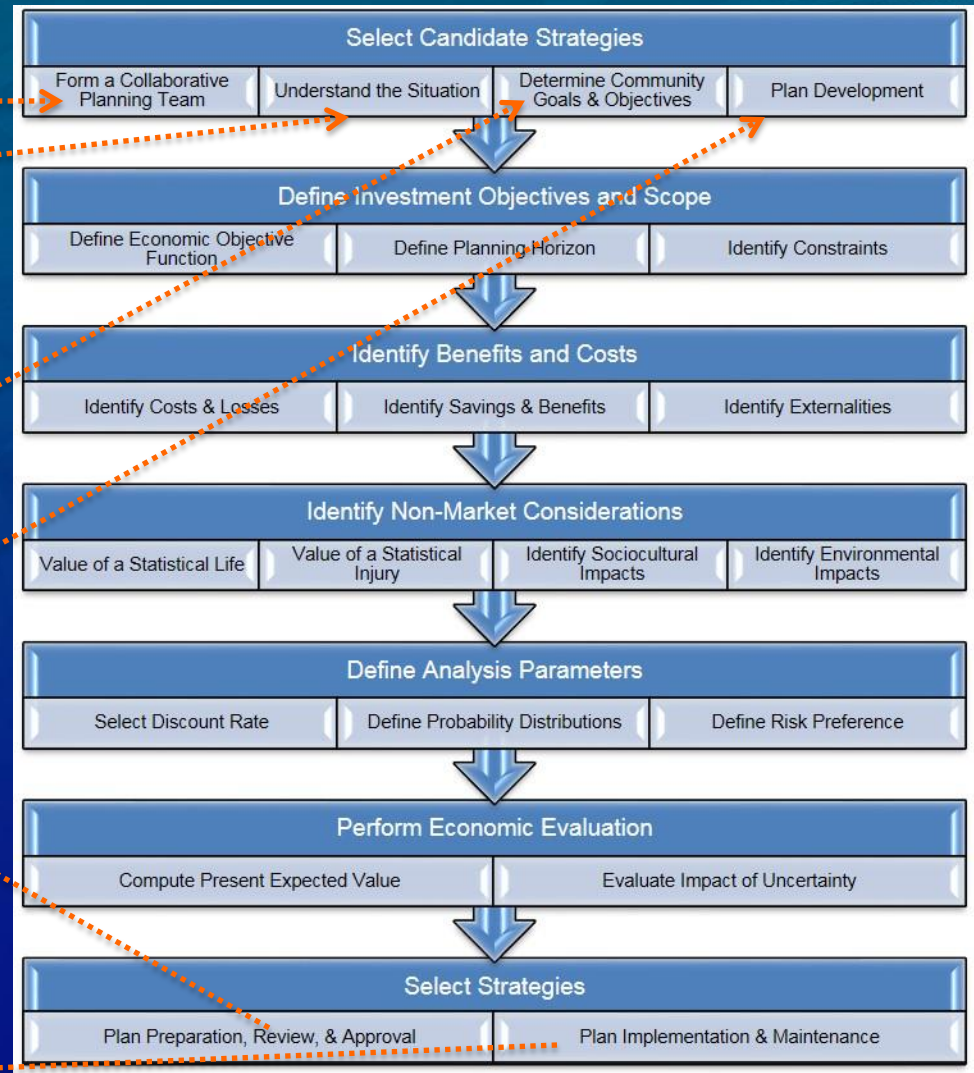 Select Candidate Strategies
Form a Collaborative
Planning Team
Understand the Situation
Determine Community
Goals & Objectives
Plan Development
Define Investment Objectives and Scope
Define Economic Objective
Function
Define Planning Horizon
Identify Constraints
Identify Benefits and Costs
Identify Costs & Losses
Identify Savings & Benefits
Identify Externalities
Identify Non-Market Considerations
Value of a Statistical Life
Value of a Statistical
Injury
Identify Sociocultural
Impacts
Identify Environmental
Impacts
Define Analysis Parameters
Select Discount Rate
Define Probability Distributions
Define Risk Preference
Perform Economic Evaluation
Compute Present Expected Value
Evaluate Impact of Uncertainty
Select Strategies
Plan Preparation, Review, & Approval
Plan Implementation & Maintenance